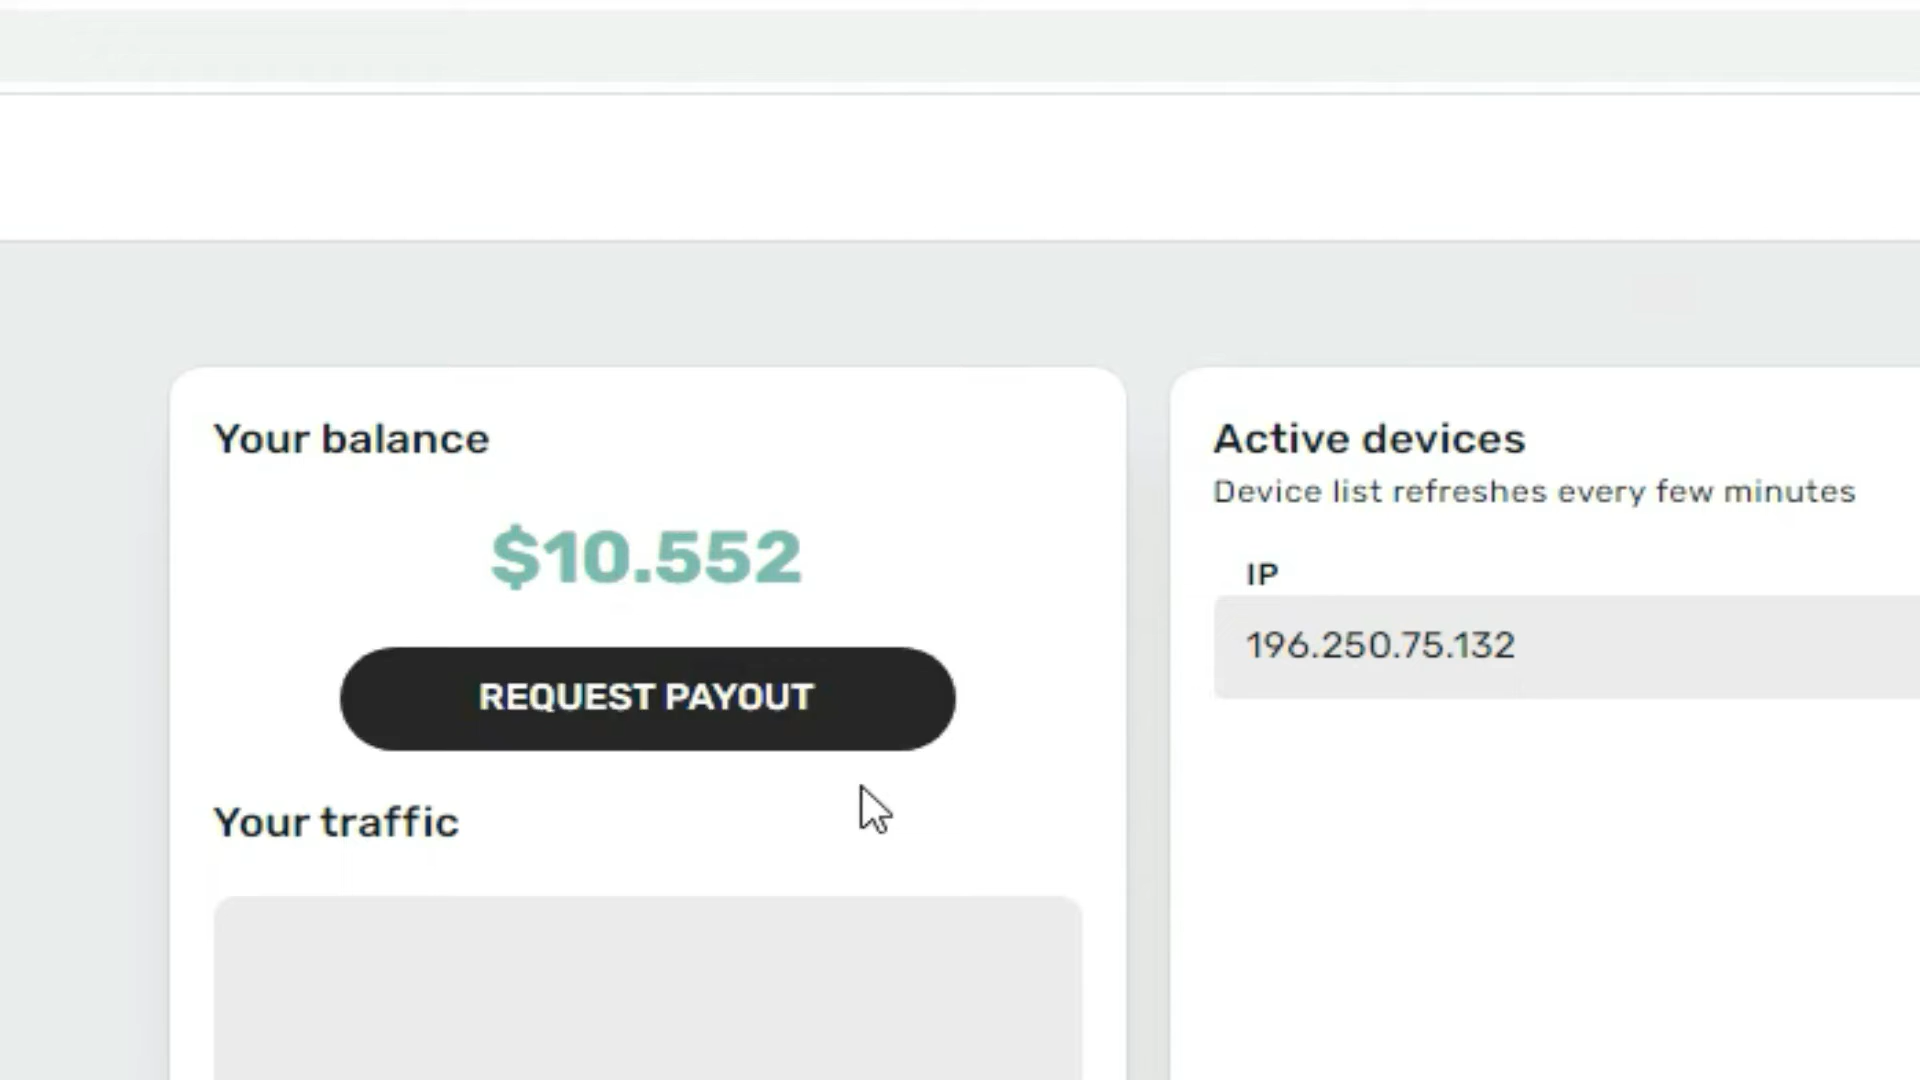 Your balance
$10.552
REQUEST PAYOUT
Your traffic
Active devices
Device list refreshes every few minutes
IP
196.250.75.132